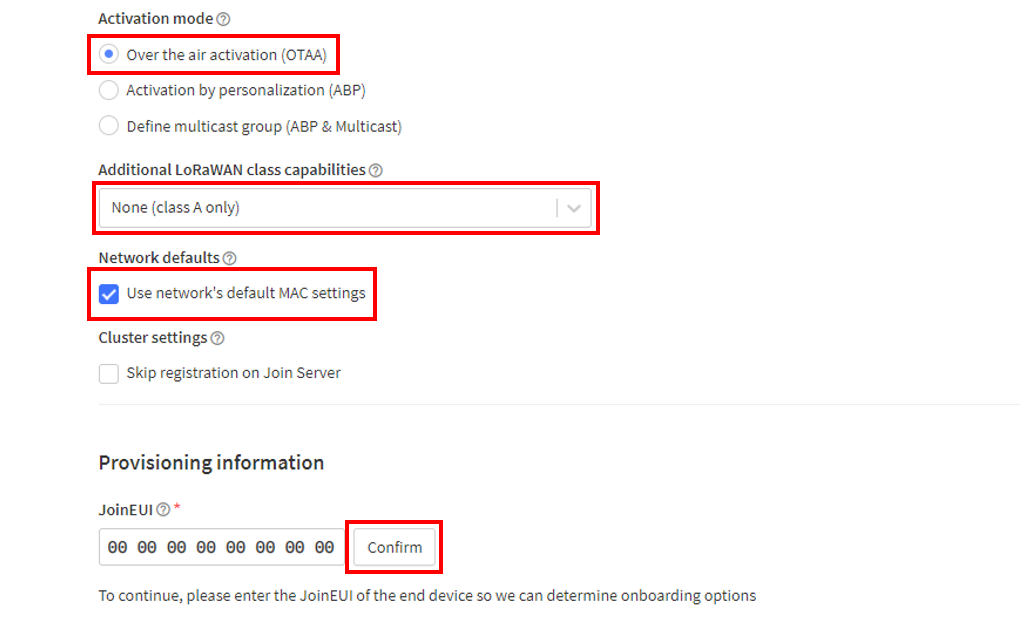 Activation mode
Over the air activation (OTAA)
Activation by personalization (ABP)
Define multicast group (ABP & Multicast)
Additional LoRaWAN class capabilities
None (class A only)
Network defaults
Use network's default MAC settings
Cluster settings
Skip registration on Join Server
Provisioning information
JoinEUI *
00 00 00 00 00 00 00 00 Confirm
To continue, please enter the JoinEUI of the end device so we can determine onboarding options